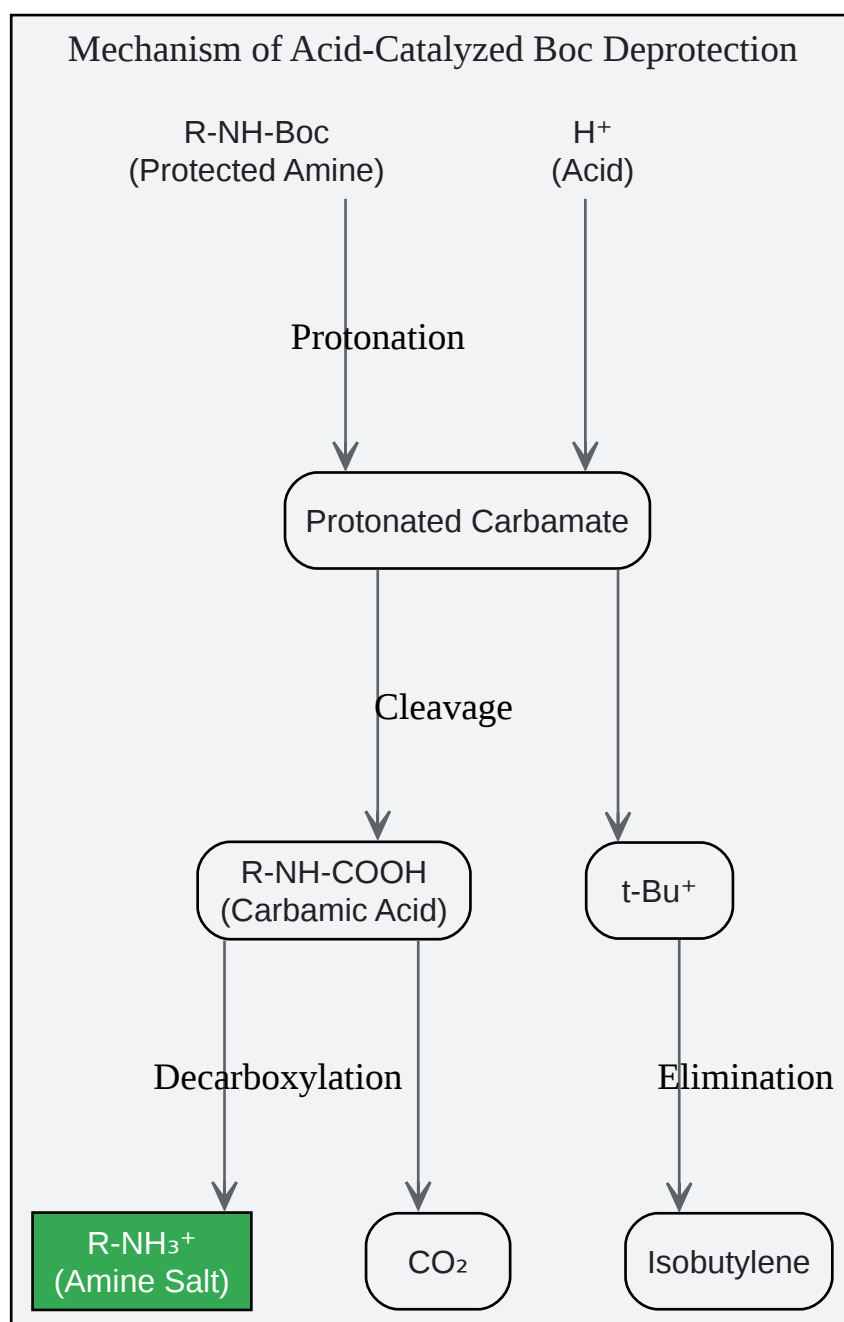 Mechanism of Acid-Catalyzed Boc Deprotection
R-NH-Boc
(Protected Amine)
H⁺
(Acid)
Protonation
Protonated Carbamate
Cleavage
R-NH-COOH
(Carbamic Acid)
t-Bu⁺
Decarboxylation
Elimination
R-NH₃⁺
(Amine Salt)
CO₂
Isobutylene